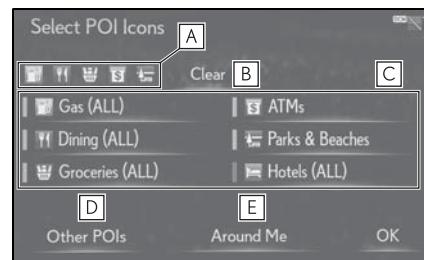 Select POI Icons
A
Clear B C
Gas (ALL) ATMs
Dining (ALL) Parks & Beaches
Groceries (ALL) Hotels (ALL)
D E
Other POIs Around Me OK